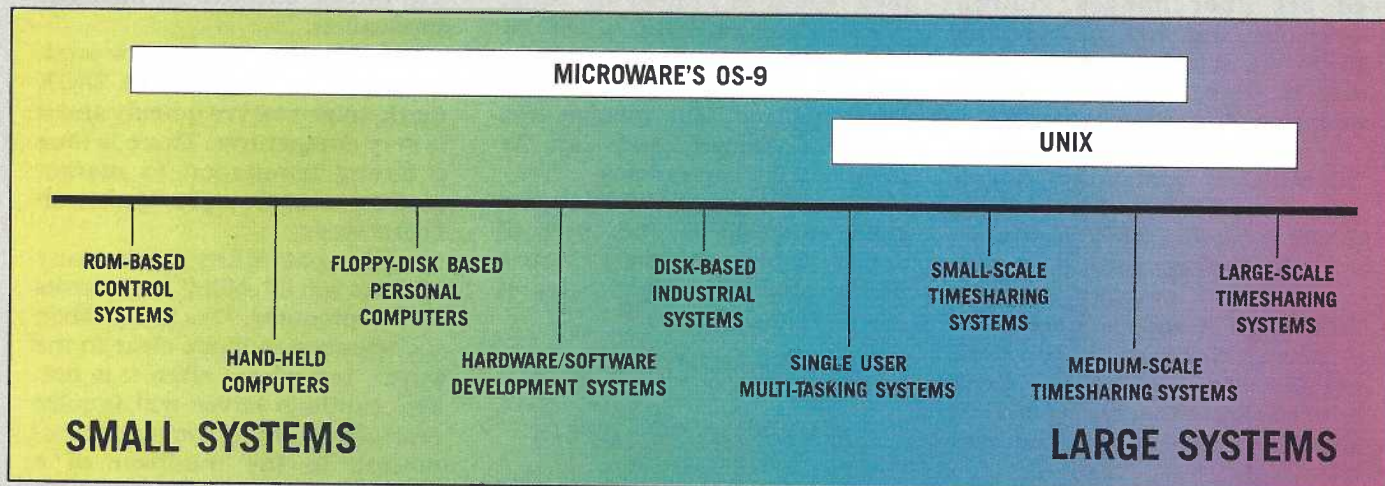 MICROWARE'S OS-9
UNIX
ROM-BASED
CONTROL
SYSTEMS
HAND-HELD
COMPUTERS
FLOPPY-DISK BASED
PERSONAL
COMPUTERS
HARDWARE/SOFTWARE
DEVELOPMENT SYSTEMS
DISK-BASED
INDUSTRIAL
SYSTEMS
SINGLE USER
MULTI-TASKING SYSTEMS
SMALL-SCALE
TIMESHARING
SYSTEMS
MEDIUM-SCALE
TIMESHARING SYSTEMS
LARGE-SCALE
TIMESHARING
SYSTEMS
SMALL SYSTEMS
LARGE SYSTEMS